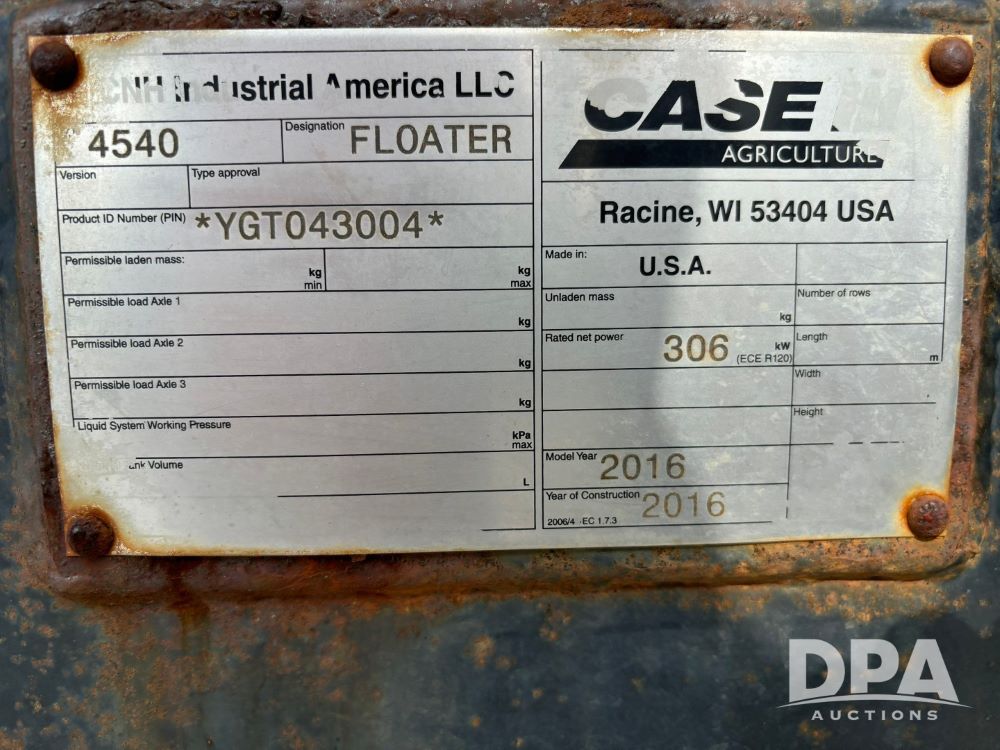 CNH Industrial America LLC
4540
Designation FLOATER
Version
Type approval
Product ID Number (PIN) *YGT043004*
Permissible laden mass:
kg min
kg max
Permissible load Axle 1
kg
Permissible load Axle 2
kg
Permissible load Axle 3
kg
Liquid System Working Pressure
kPa max
Volume
L
CASE
AGRICULTURE
Racine, WI 53404 USA
Made in: U.S.A.
Unladen mass
kg
Number of rows
Rated net power 306 kW (ECE R120)
Length
m
Width
Height
Model Year 2016
Year of Construction 2016
2006/4 EC 1.7.3
DPA
AUCTIONS